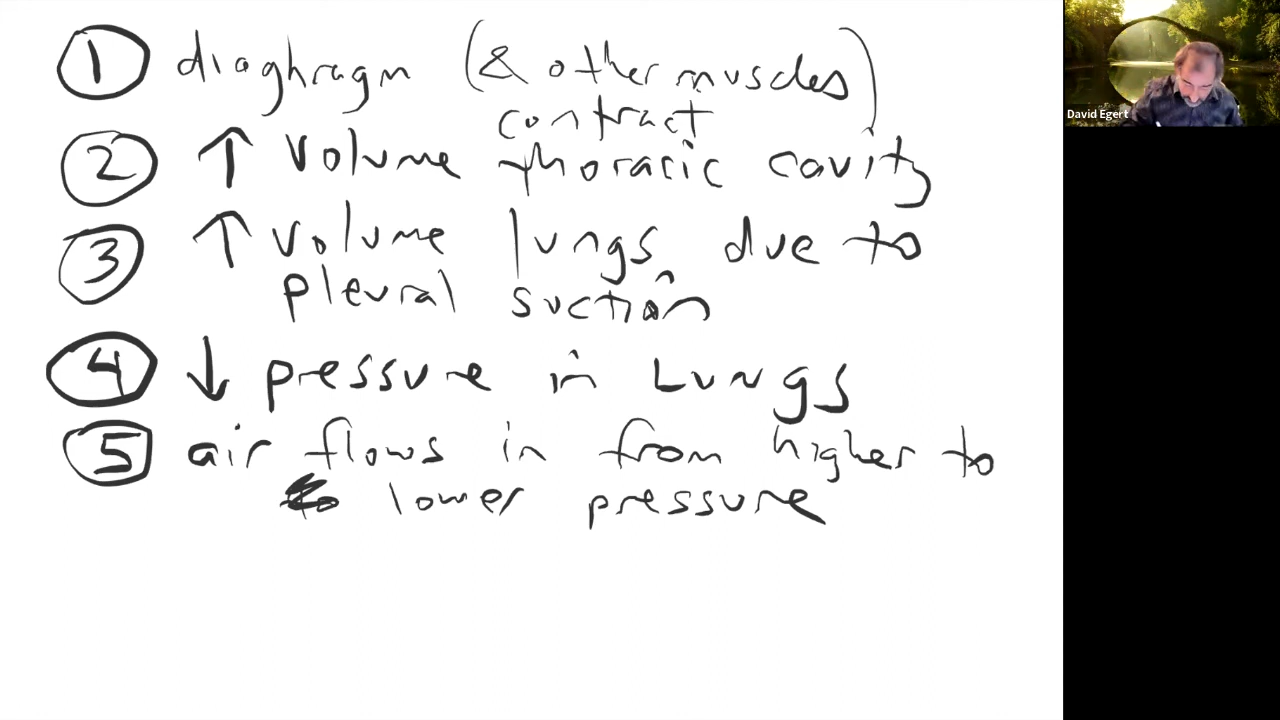 ① diaghragm (& other muscles)
contract
② ↑ volume thoracic cavity
③ ↑ volume lungs due to
pleural suction
④ ↓ pressure in Lungs
⑤ air flows in from higher to
lower pressure
David Egert